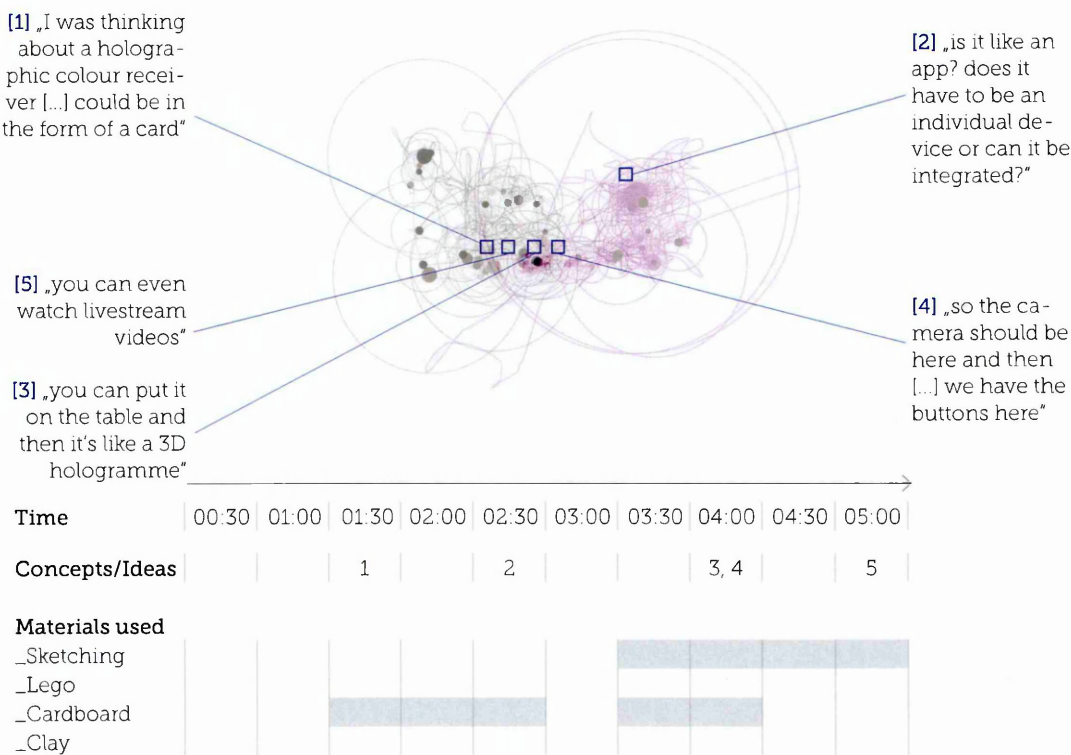 [1] „I was thinking
about a hologra-
phic colour recei-
ver [...] could be in
the form of a card"
[2] „is it like an
app? does it
have to be an
individual de-
vice or can it be
integrated?"
[5] „you can even
watch livestream
videos"
[3] „you can put it
on the table and
then it's like a 3D
hologramme"
[4] „so the ca-
mera should be
here and then
[...] we have the
buttons here"
Time 00:30 01:00 01:30 02:00 02:30 03:00 03:30 04:00 04:30 05:00
Concepts/Ideas 1 2 3, 4 5
Materials used
_Sketching
_Lego
_Cardboard
_Clay